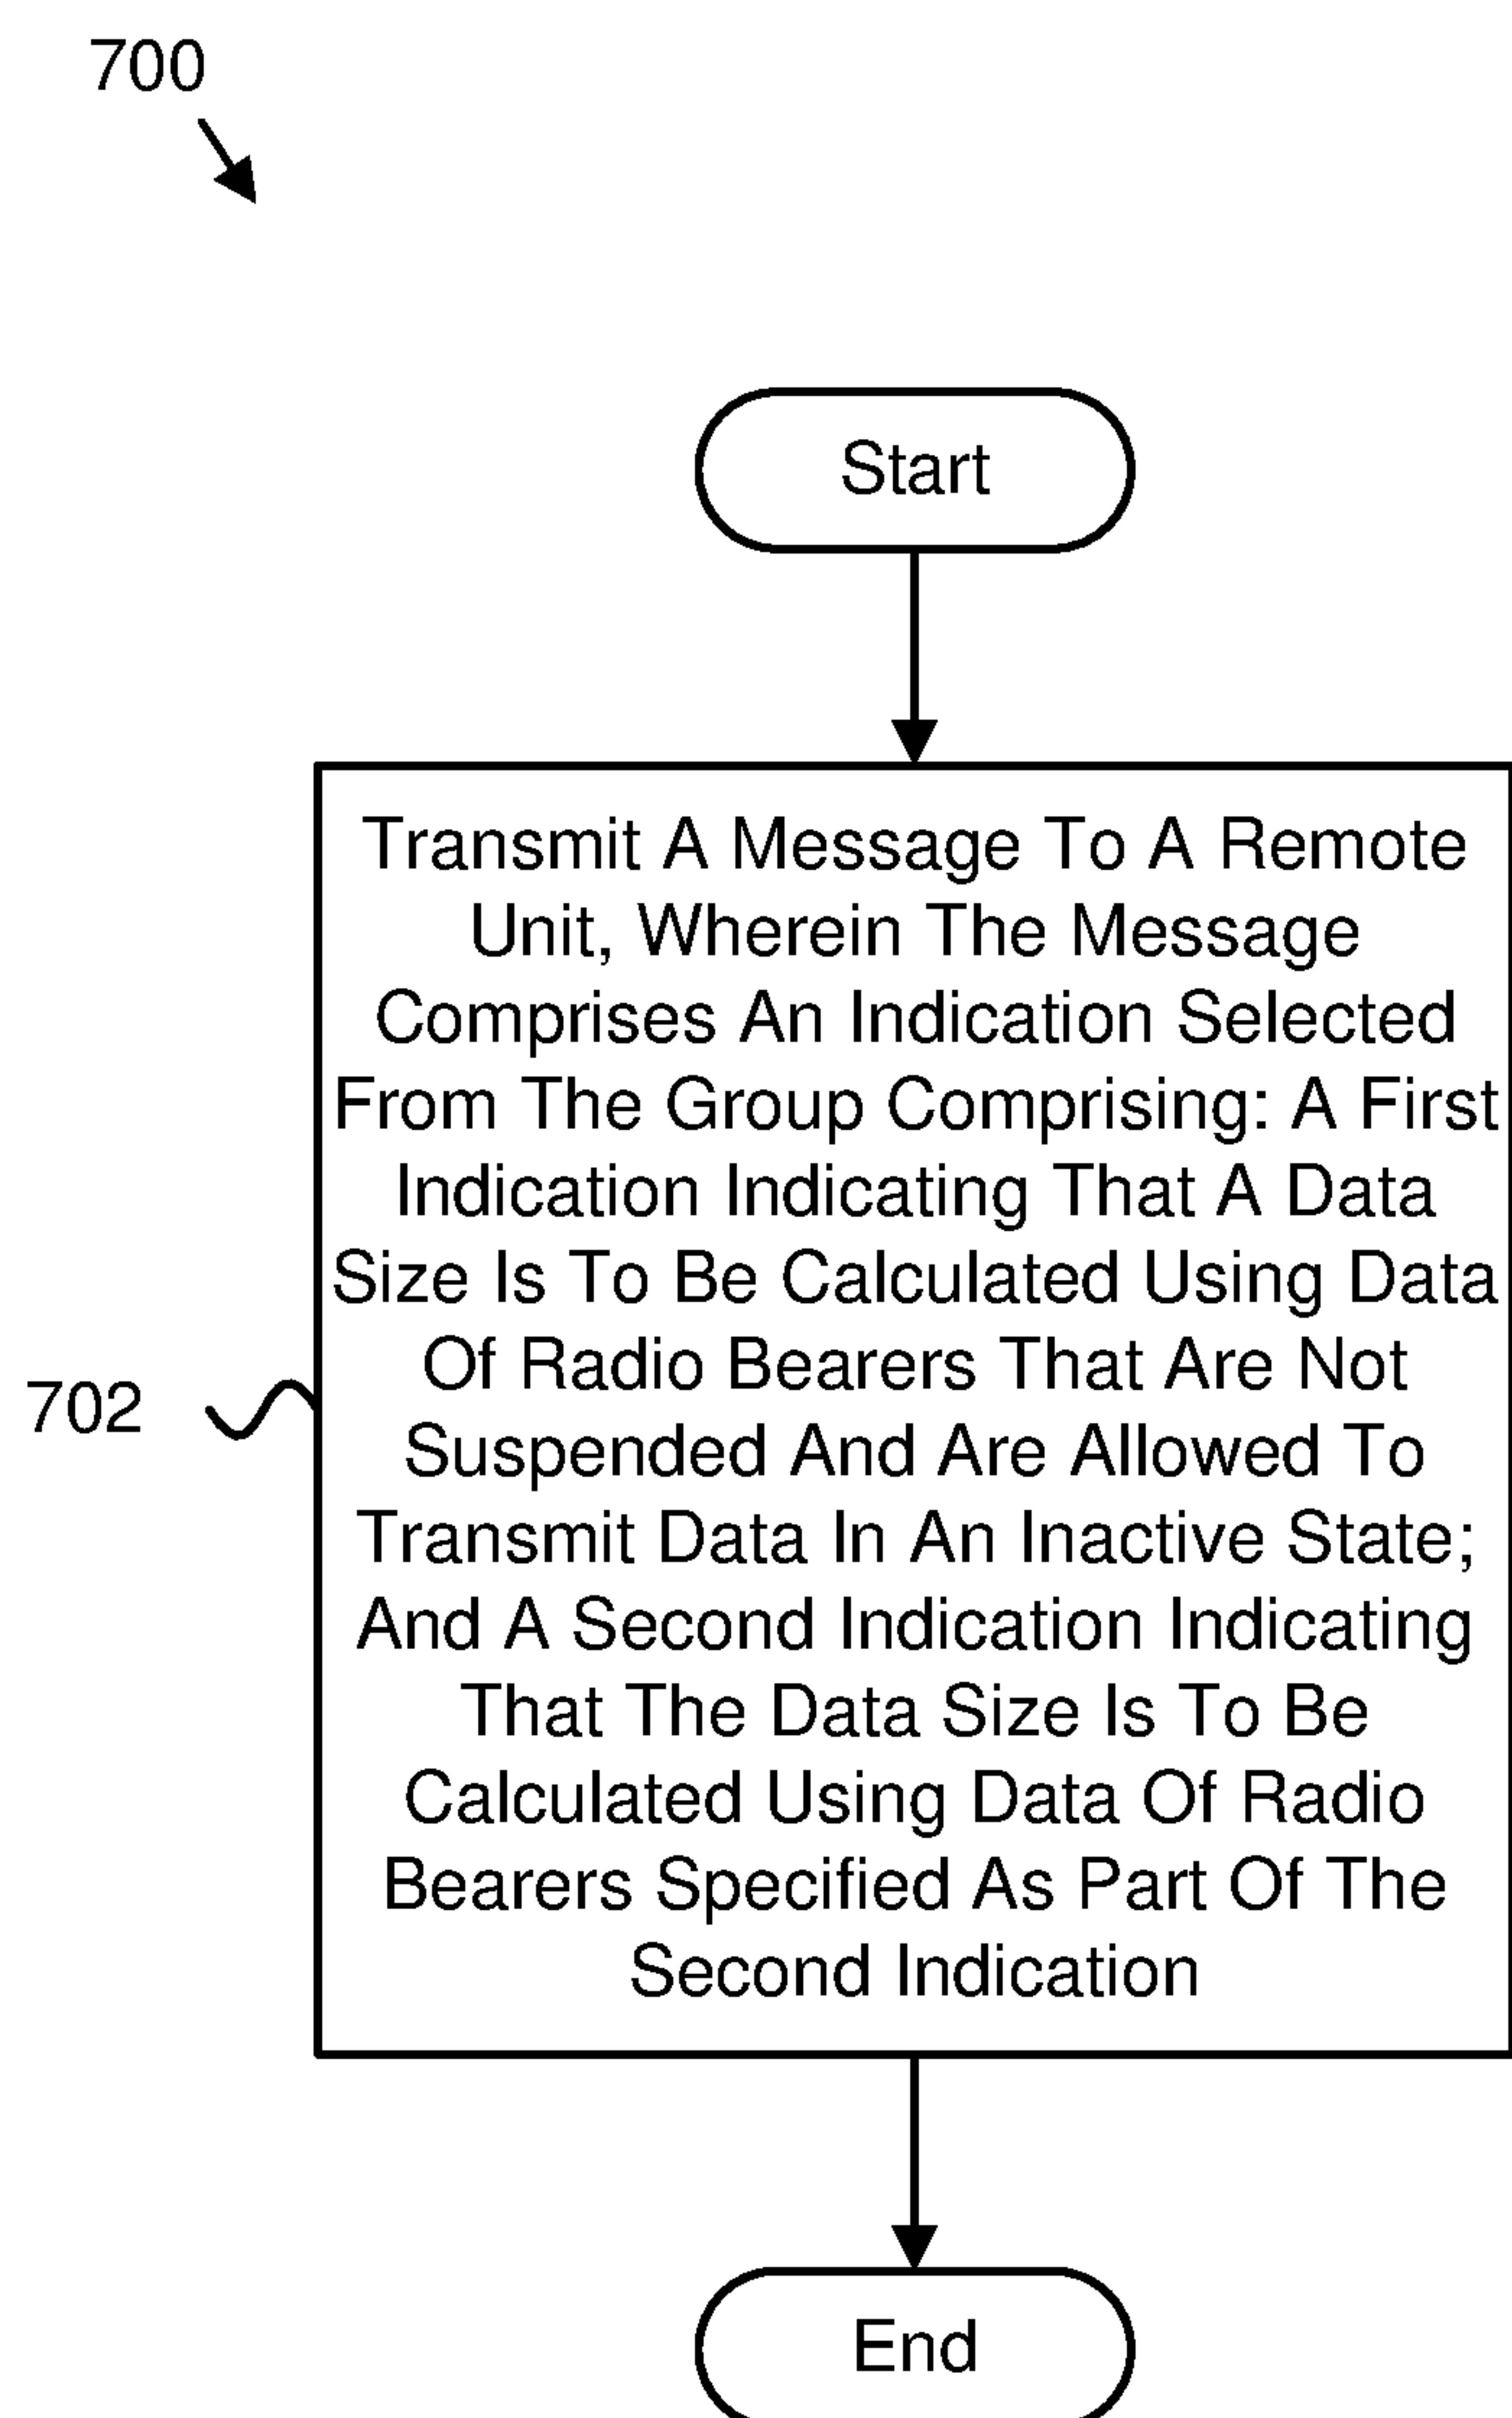 700
Start
Transmit A Message To A Remote
Unit, Wherein The Message
Comprises An Indication Selected
From The Group Comprising: A First
Indication Indicating That A Data
Size Is To Be Calculated Using Data
Of Radio Bearers That Are Not
Suspended And Are Allowed To
Transmit Data In An Inactive State;
And A Second Indication Indicating
That The Data Size Is To Be
Calculated Using Data Of Radio
Bearers Specified As Part Of The
Second Indication
702
End